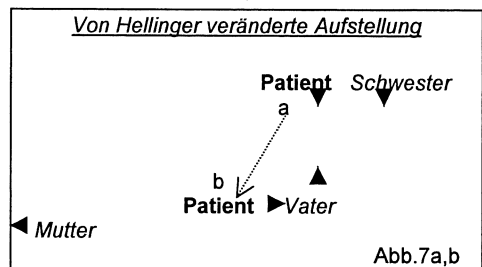 Von Hellinger veränderte Aufstellung
Patient Schwester
a
b
Patient Vater
Mutter
Abb.7a,b